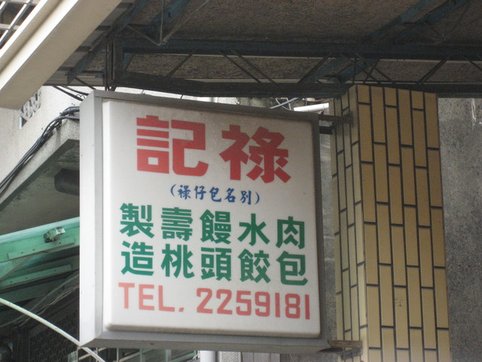 祿記
(別名包仔祿)
肉包
水餃
饅頭
壽桃
製造
TEL. 2259181